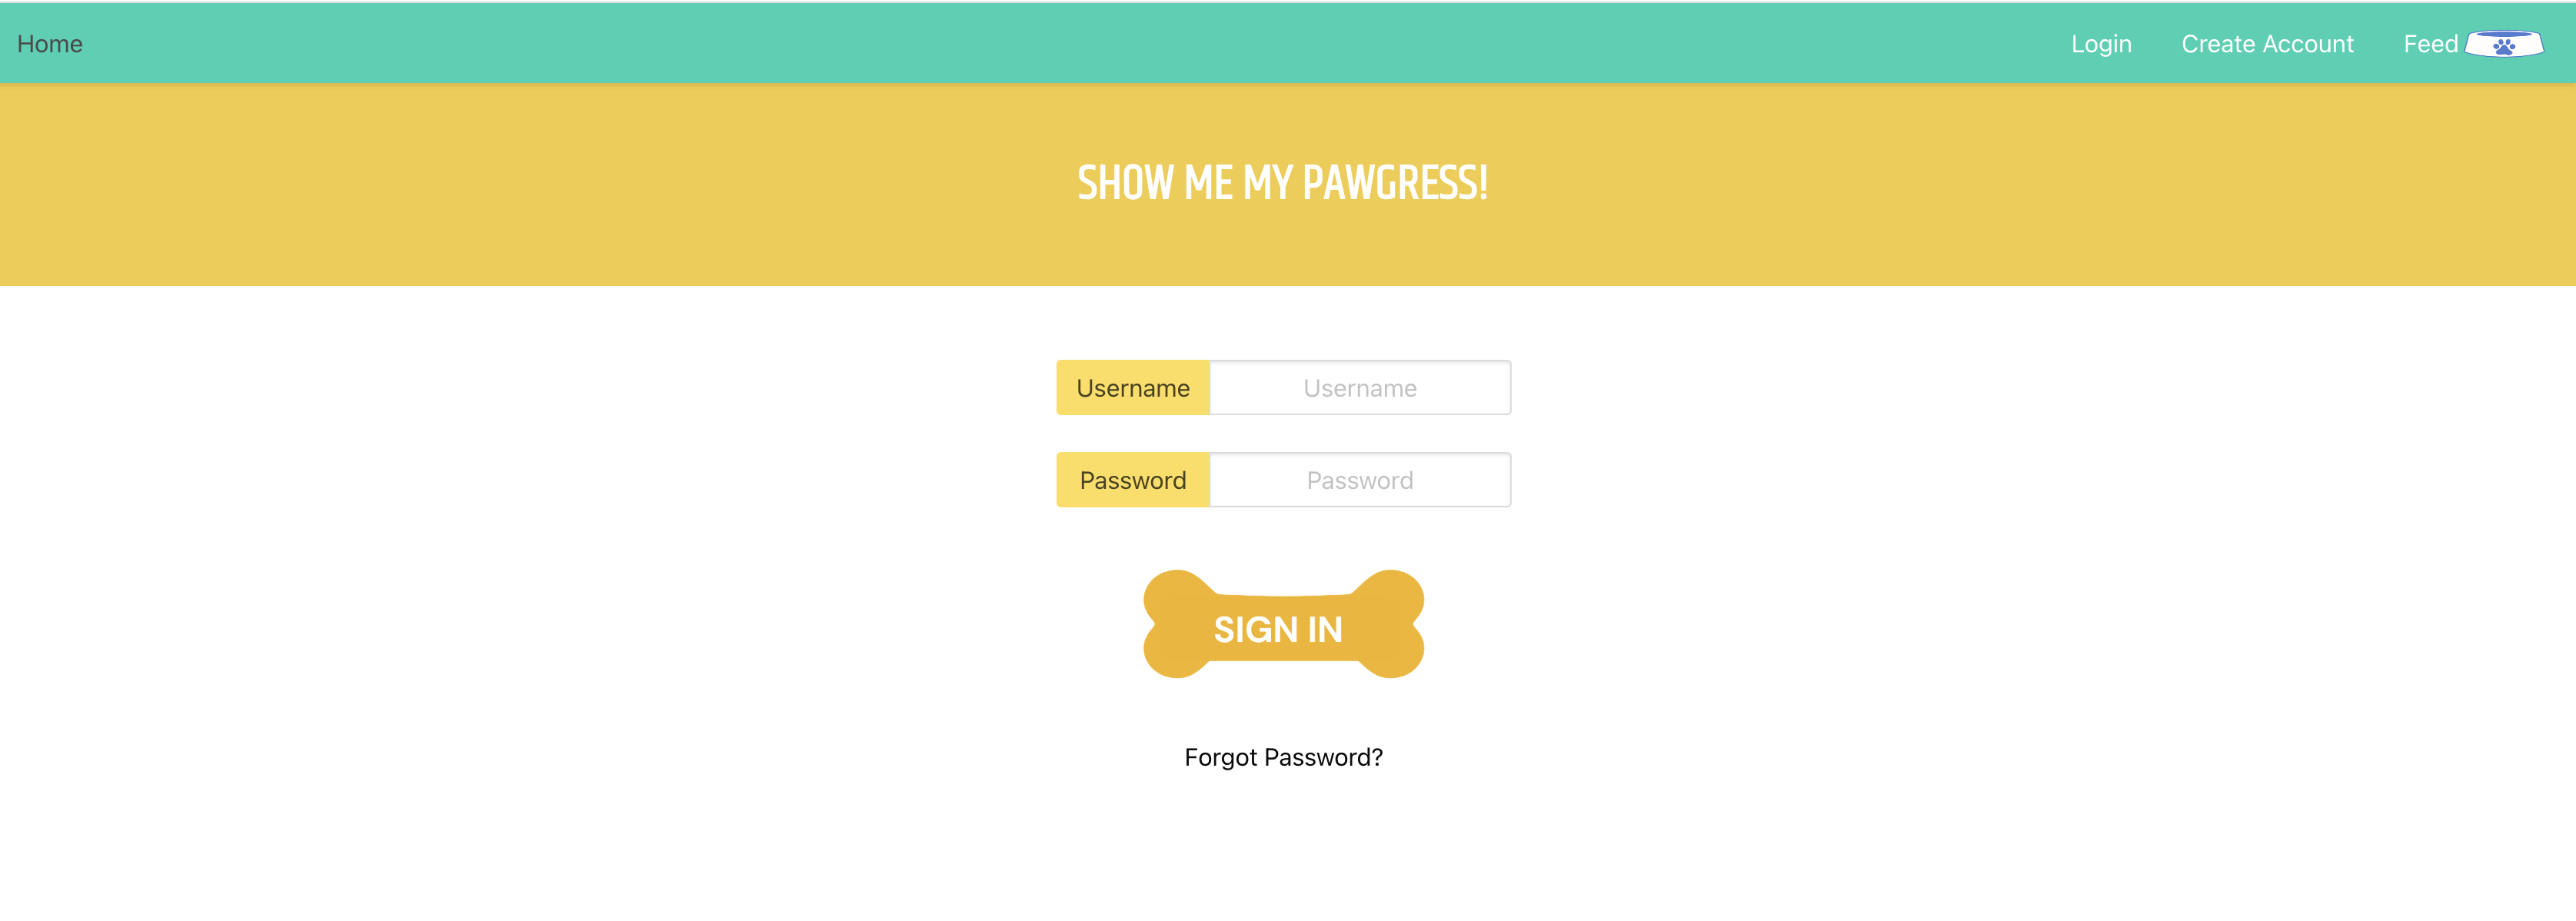 Home Login Create Account Feed
SHOW ME MY PAWGRESS!
Username Username
Password Password
SIGN IN
Forgot Password?